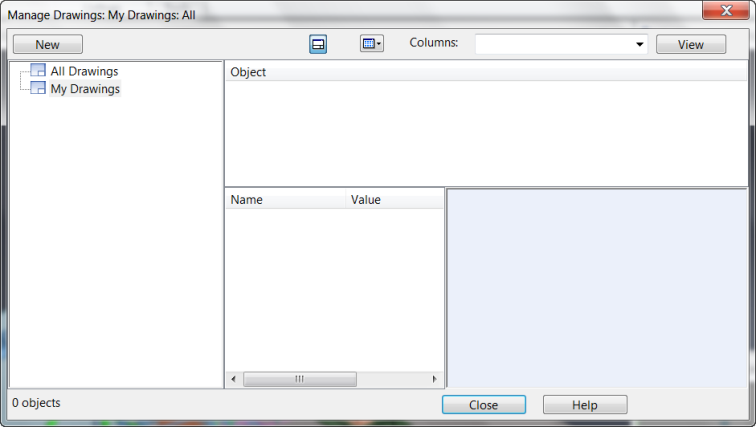 Manage Drawings: My Drawings: All
New Columns: View
All Drawings
My Drawings
Object
Name Value
0 objects
Close Help